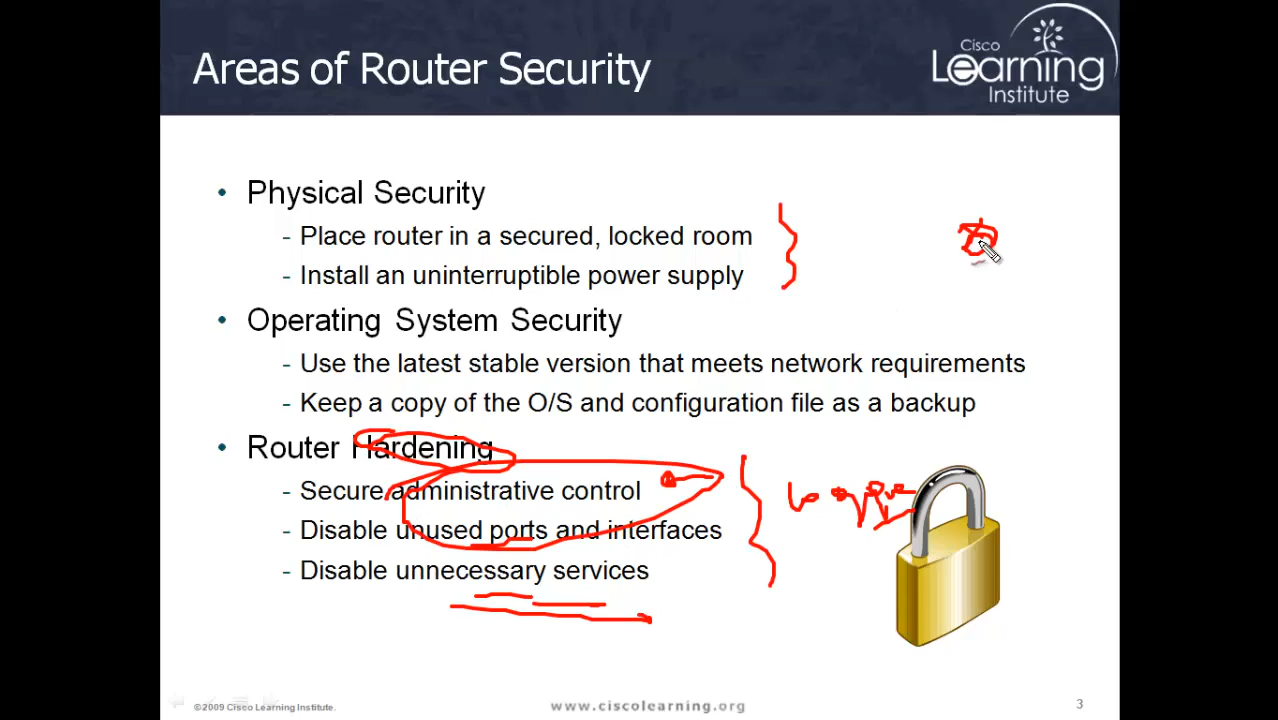 Areas of Router Security
Cisco
Learning
Institute
• Physical Security
- Place router in a secured, locked room
- Install an uninterruptible power supply
• Operating System Security
- Use the latest stable version that meets network requirements
- Keep a copy of the O/S and configuration file as a backup
• Router Hardening
- Secure administrative control
- Disable unused ports and interfaces
- Disable unnecessary services
©2009 Cisco Learning Institute.
www.ciscolearning.org
3